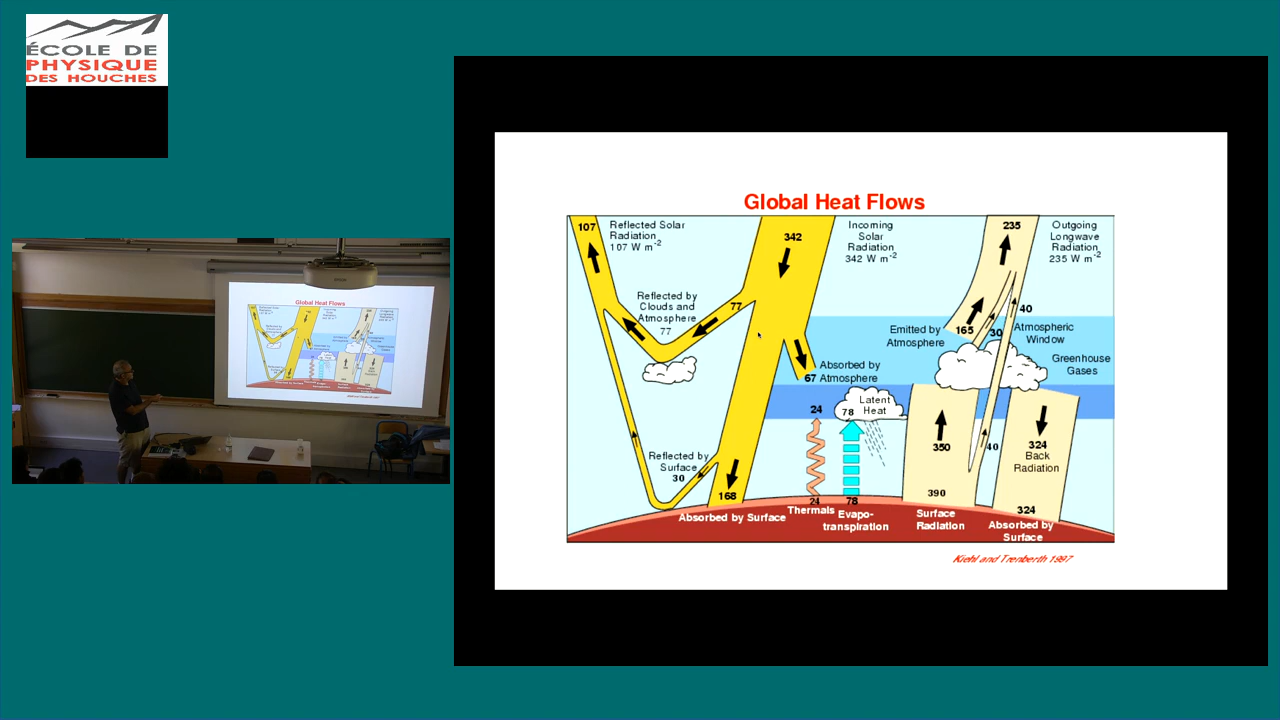 ÉCOLE DE
PHYSIQUE
DES HOUCHES
Global Heat Flows
107
Reflected Solar
Radiation
107 W m-2
342
Incoming
Solar
Radiation
342 W m-2
235
Outgoing
Longwave
Radiation
235 W m-2
Reflected by
Clouds and
Atmosphere
77
77
Emitted by
Atmosphere
165
30
40
Atmospheric
Window
Greenhouse
Gases
67
Absorbed by
Atmosphere
24
78
Latent
Heat
350
40
324
Back
Radiation
Reflected by
Surface
30
168
24
78
390
324
Absorbed by Surface
Thermals
Evapo-
transpiration
Surface
Radiation
Absorbed by
Surface
Kiehl and Trenberth 1997
Global Heat Flows